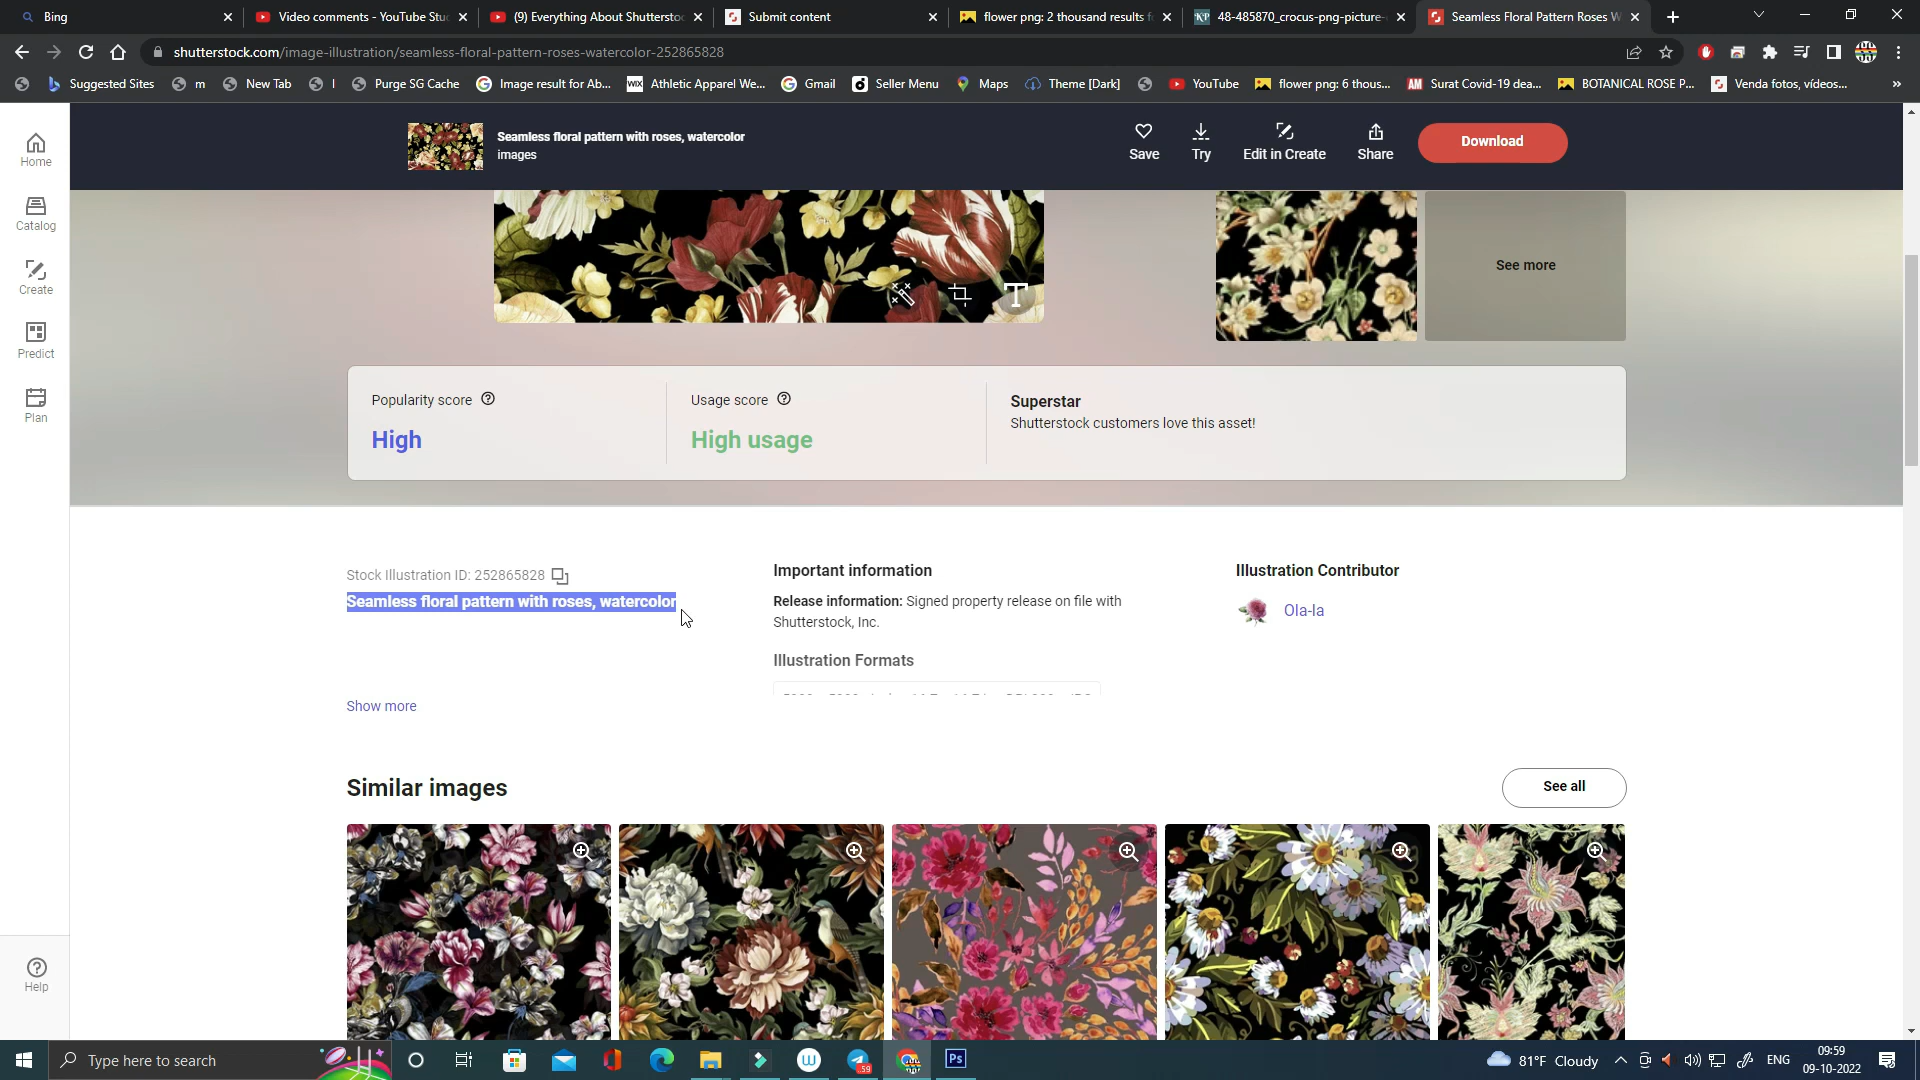 Bing
Video comments - YouTube Stu
(9) Everything About Shuttersto
Submit content
flower png: 2 thousand results f
48-485870_crocus-png-picture-
Seamless Floral Pattern Roses W
shutterstock.com/image-illustration/seamless-floral-pattern-roses-watercolor-252865828
Suggested Sites
m
New Tab
I
Purge SG Cache
Image result for Ab...
WIX Athletic Apparel We...
Gmail
Seller Menu
Maps
Theme [Dark]
YouTube
flower png: 6 thous...
AM Surat Covid-19 dea...
BOTANICAL ROSE P...
Venda fotos, vídeos...
»
Home
Catalog
Create
Predict
Plan
Help
Seamless floral pattern with roses, watercolor
images
Save
Try
Edit in Create
Share
Download
T
See more
Popularity score
High
Usage score
High usage
Superstar
Shutterstock customers love this asset!
Stock Illustration ID: 252865828
Seamless floral pattern with roses, watercolor
Show more
Important information
Release information: Signed property release on file with
Shutterstock, Inc.
Illustration Formats
Illustration Contributor
Ola-la
Similar images
See all
Type here to search
W
59
Ps
81°F Cloudy
ENG
09:59
09-10-2022